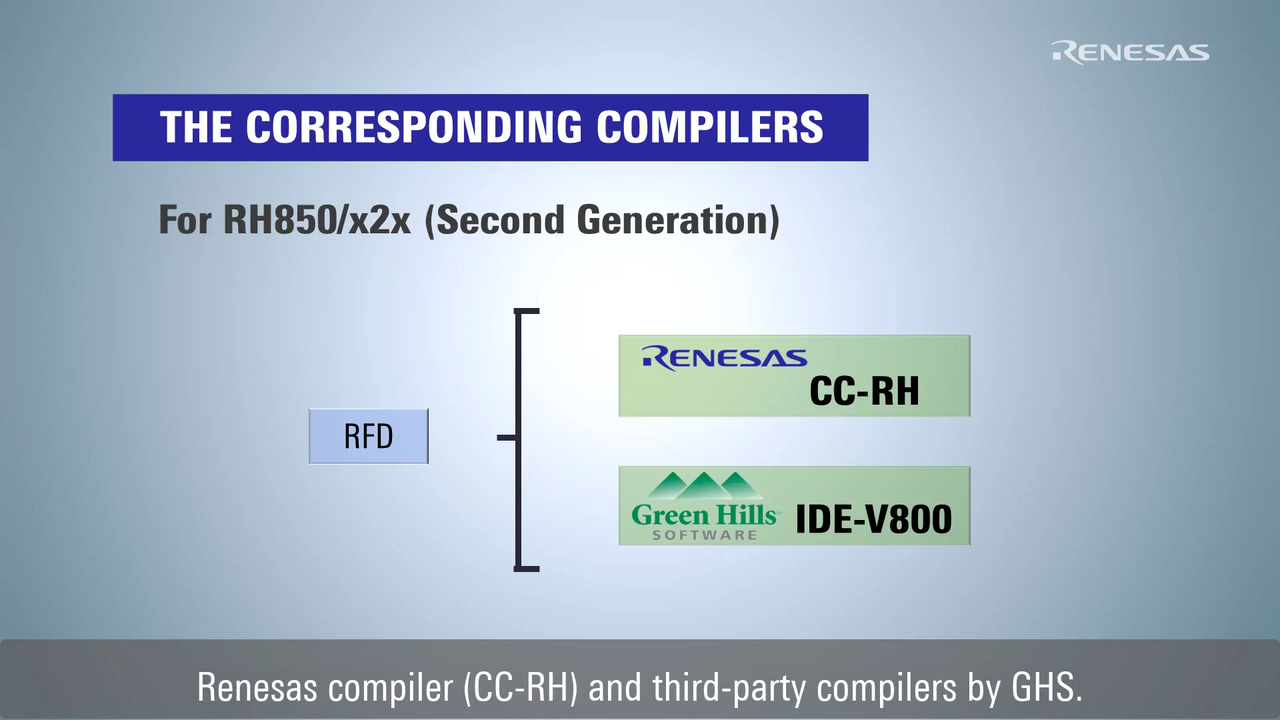 RENESAS
THE CORRESPONDING COMPILERS
For RH850/x2x (Second Generation)
RENESAS
CC-RH
RFD
Green Hills
SOFTWARE
IDE-V800
Renesas compiler (CC-RH) and third-party compilers by GHS.